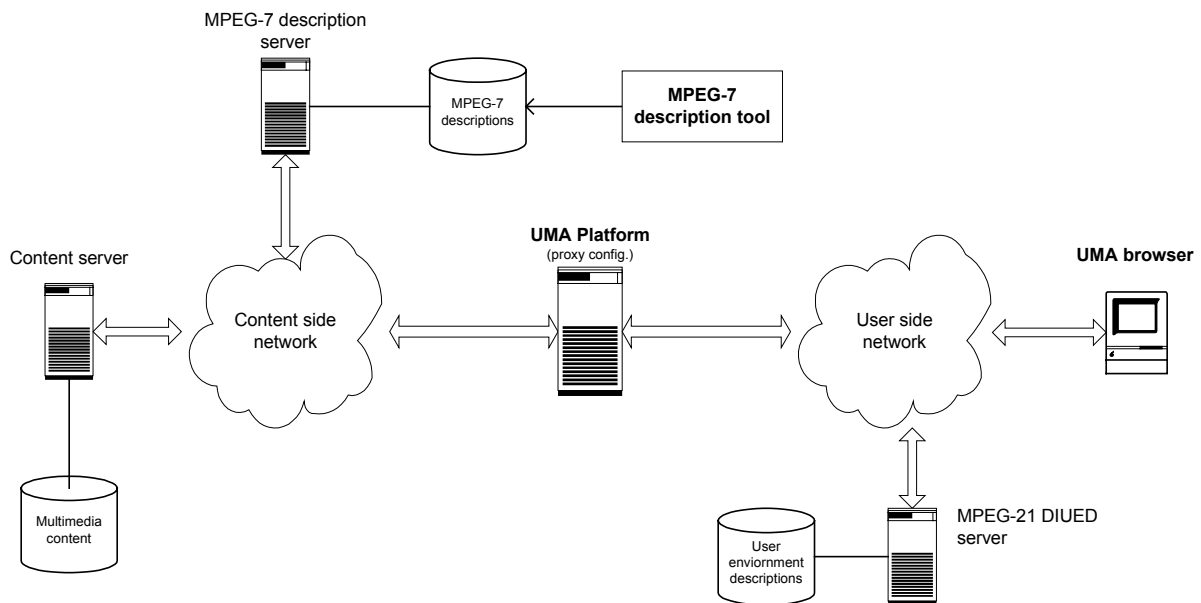 MPEG-7 description
server
MPEG-7
descriptions
MPEG-7
description tool
Content server
Content side
network
UMA Platform
(proxy config.)
User side
network
UMA browser
Multimedia
content
User
enviornment
descriptions
MPEG-21 DIUED
server